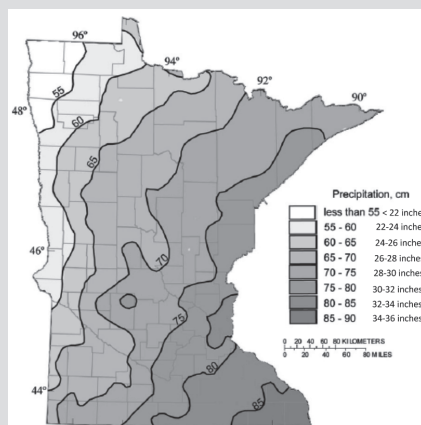 96°
94°
92°
90°
48°
46°
44°
55
60
65
70
75
80
85
Precipitation, cm
less than 55 < 22 inche
55 - 60 22-24 inches
60 - 65 24-26 inches
65 - 70 26-28 inches
70 - 75 28-30 inches
75 - 80 30-32 inches
80 - 85 32-34 inches
85 - 90 34-36 inches
0 20 40 60 80 KILOMETERS
0 20 40 60 80 MILES